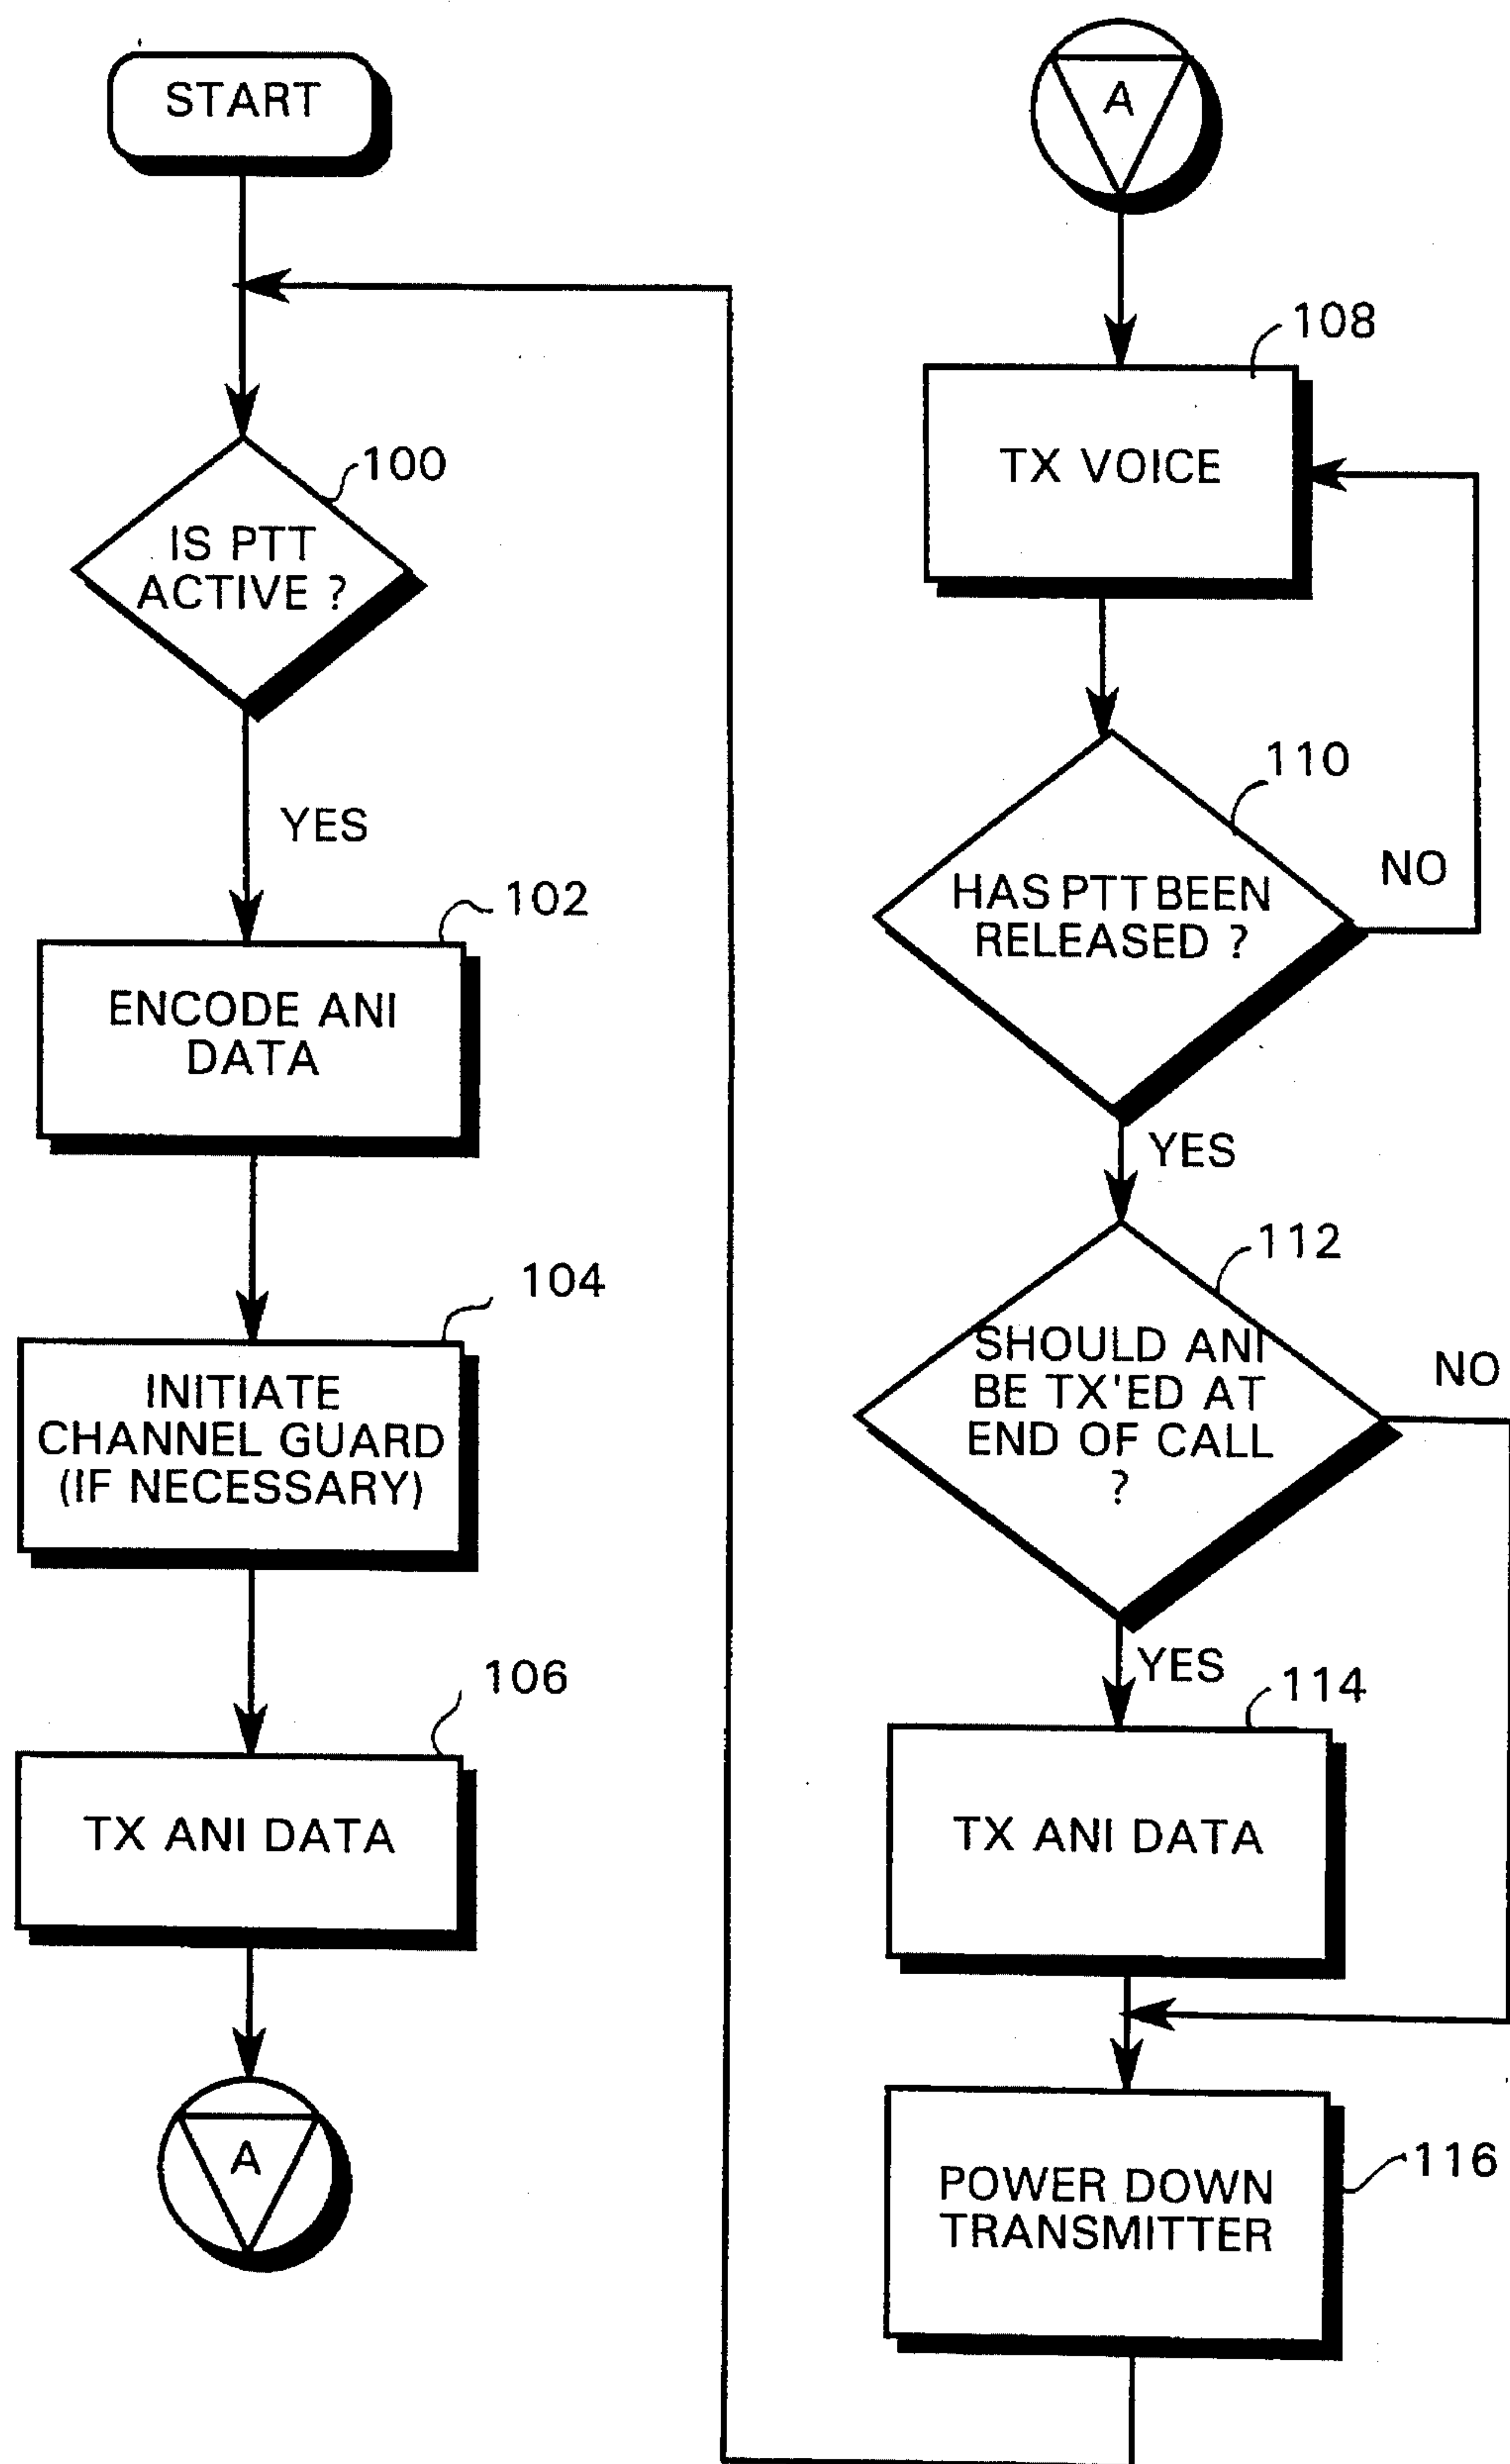 START
100
IS PTT
ACTIVE ?
YES
102
ENCODE ANI
DATA
104
INITIATE
CHANNEL GUARD
(IF NECESSARY)
106
TX ANI DATA
A
A
108
TX VOICE
110
HAS PTT BEEN
RELEASED ?
NO
YES
112
SHOULD ANI
BE TX'ED AT
END OF CALL
?
NO
YES
114
TX ANI DATA
116
POWER DOWN
TRANSMITTER